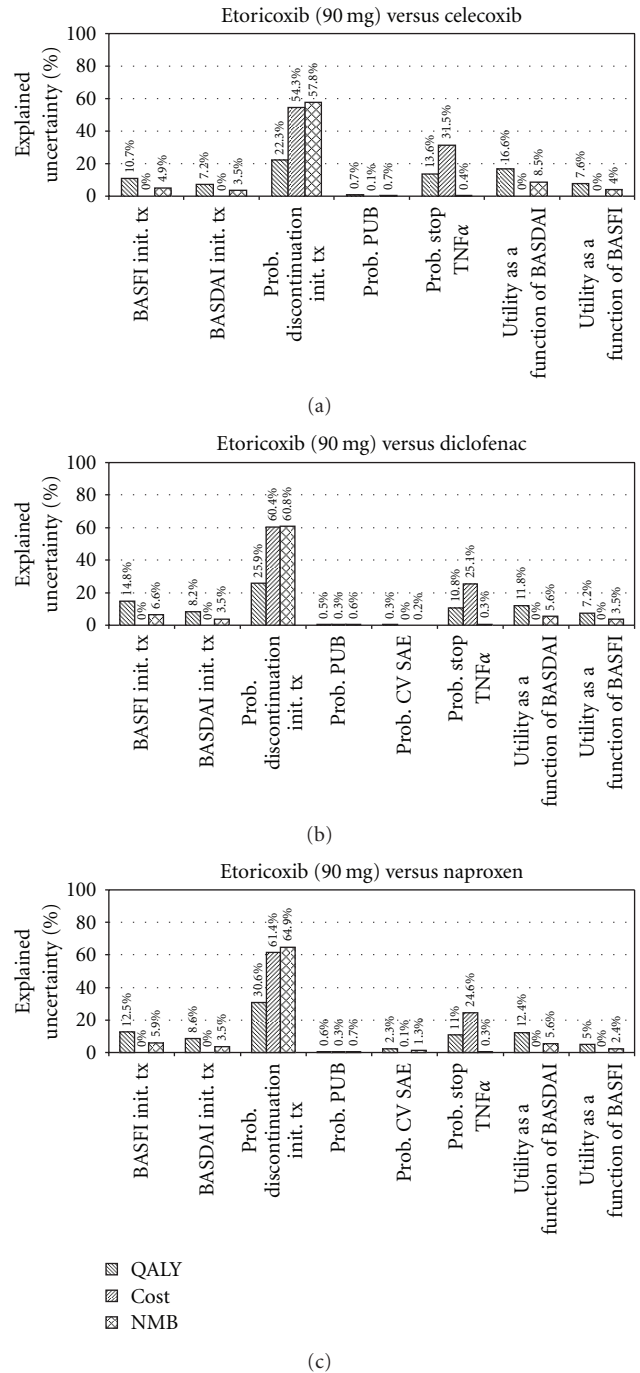 Etoricoxib (90 mg) versus celecoxib
Explained
uncertainty (%)
100
80
60
40
20
0
10.7%
0%
4.9%
7.2%
0%
3.5%
22.3%
54.3%
57.8%
0.7%
0.1%
0.7%
13.6%
31.5%
0.4%
16.6%
0%
8.5%
7.6%
0%
4%
BASFI init. tx
BASDAI init. tx
Prob.
discontinuation
init. tx
Prob. PUB
Prob. stop
TNFα
Utility as a
function of BASDAI
Utility as a
function of BASFI
(a)
Etoricoxib (90 mg) versus diclofenac
Explained
uncertainty (%)
100
80
60
40
20
0
14.8%
0%
6.6%
8.2%
0%
3.5%
25.9%
60.4%
60.8%
0.5%
0.3%
0.6%
0.3%
0%
0.2%
10.8%
25.1%
0.3%
11.8%
0%
5.6%
7.2%
0%
3.5%
BASFI init. tx
BASDAI init. tx
Prob.
discontinuation
init. tx
Prob. PUB
Prob. CV SAE
Prob. stop
TNFα
Utility as a
function of BASDAI
Utility as a
function of BASFI
(b)
Etoricoxib (90 mg) versus naproxen
Explained
uncertainty (%)
100
80
60
40
20
0
12.5%
0%
5.9%
8.6%
0%
3.5%
30.6%
61.4%
64.9%
0.6%
0.3%
0.7%
2.3%
0.1%
1.3%
11%
24.6%
0.3%
12.4%
0%
5.6%
5%
0%
2.4%
BASFI init. tx
BASDAI init. tx
Prob.
discontinuation
init. tx
Prob. PUB
Prob. CV SAE
Prob. stop
TNFα
Utility as a
function of BASDAI
Utility as a
function of BASFI
QALY
Cost
NMB
(c)